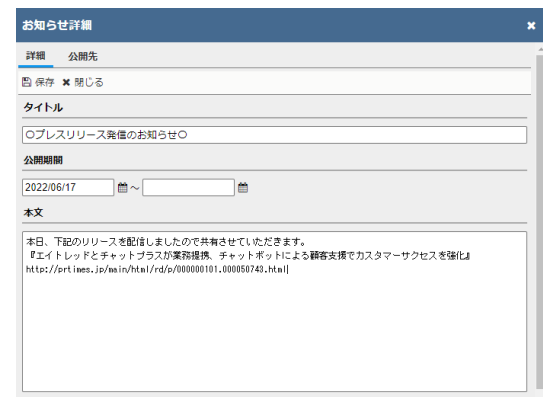 お知らせ詳細
詳細 公開先
保存 ✖ 閉じる
タイトル
〇プレスリリース発信のお知らせ〇
公開期間
2022/06/17 ～
本文
本日、下記のリリースを配信しましたので共有させていただきます。
『エイトレッドとチャットプラスが業務提携、チャットボットによる顧客支援でカスタマーサクセスを強化』
http://prtimes.jp/main/html/rd/p/000000101.000050743.html